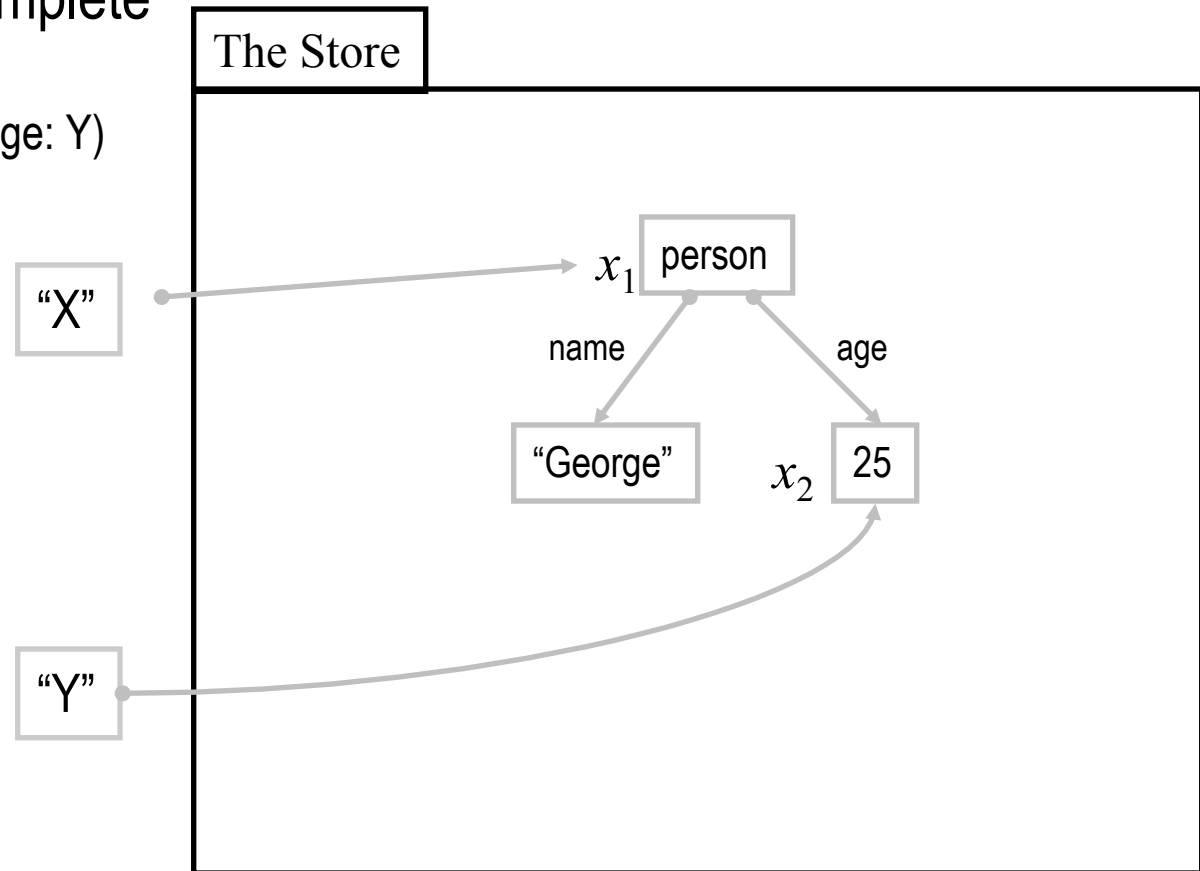 mplete
The Store
ge: Y)
person
x₁
“X”
name
age
“George”
25
x₂
“Y”